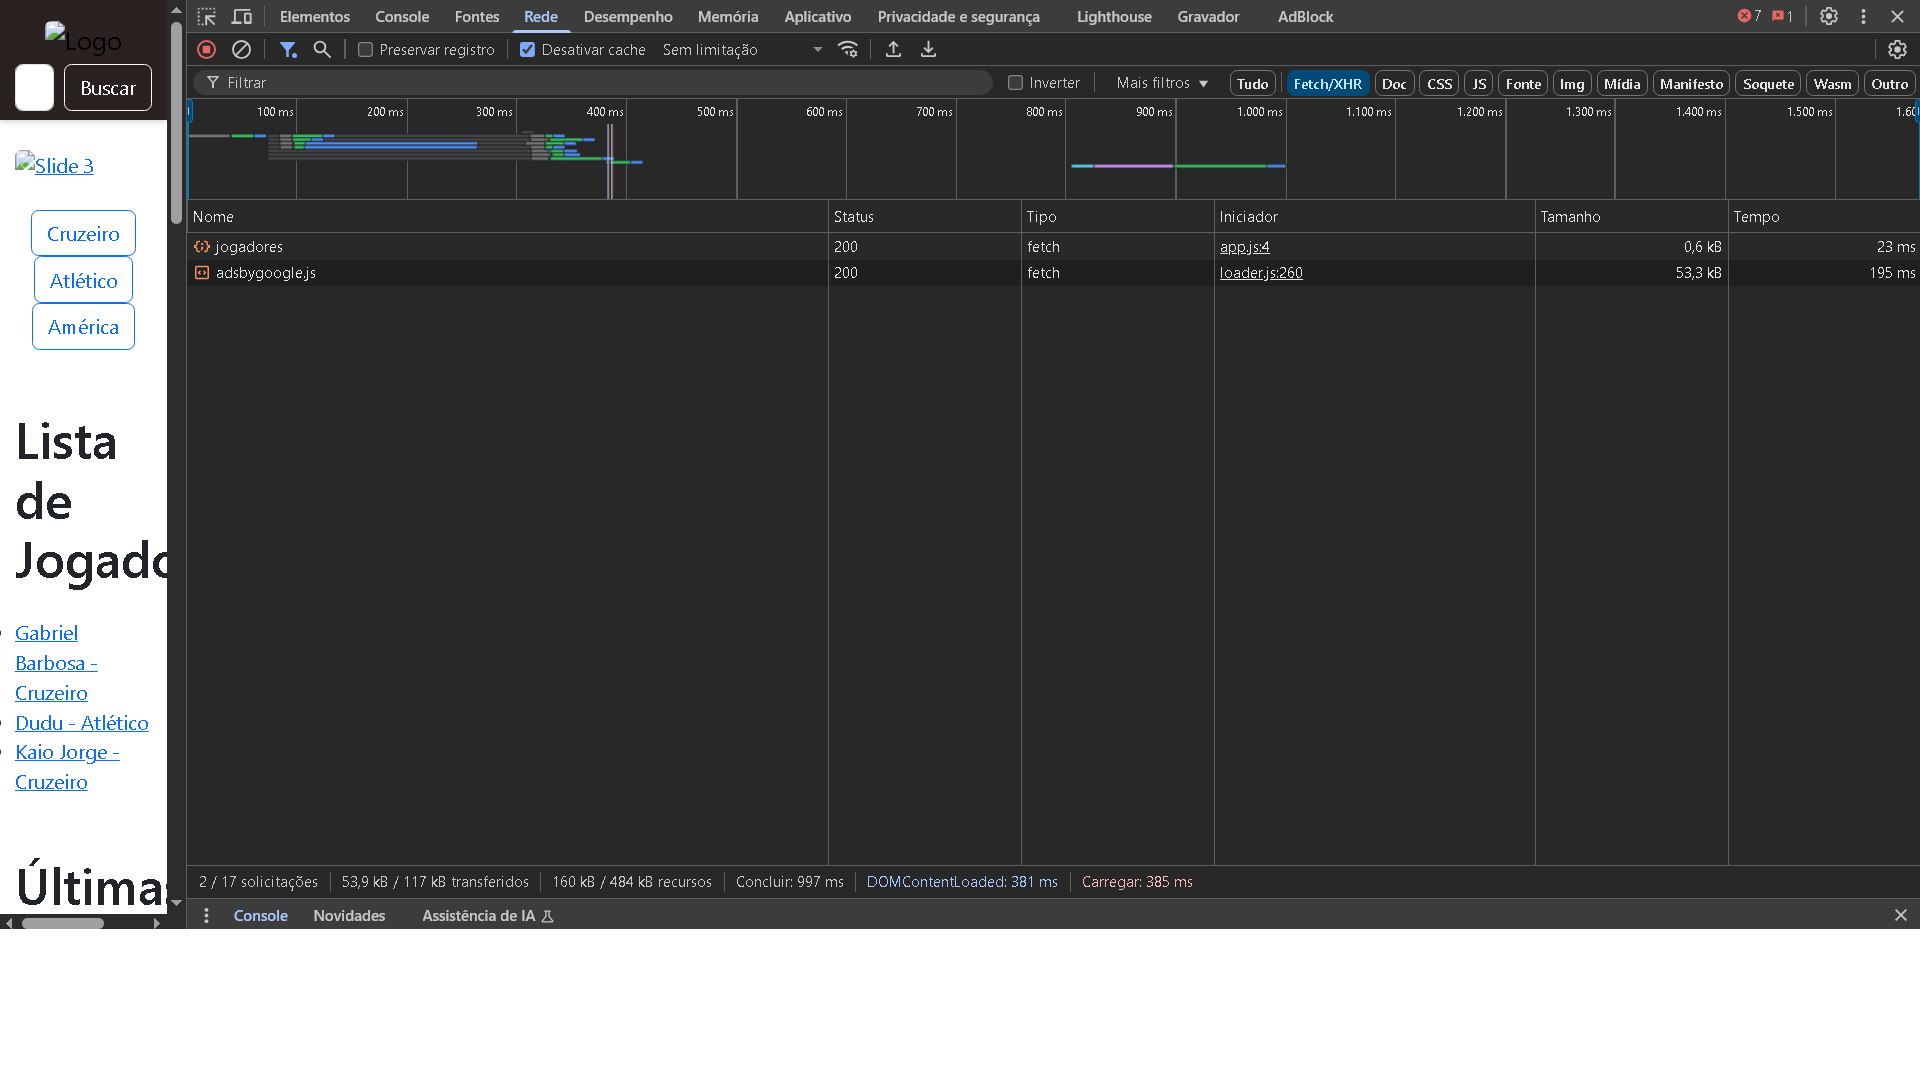 Logo
Buscar
Slide 3
Cruzeiro
Atlético
América
Lista
de
Jogado
Gabriel
Barbosa -
Cruzeiro
Dudu - Atlético
Kaio Jorge -
Cruzeiro
Última
Elementos Console Fontes Rede Desempenho Memória Aplicativo Privacidade e segurança Lighthouse Gravador AdBlock 7 1
Preservar registro Desativar cache Sem limitação
Filtrar Inverter Mais filtros Tudo Fetch/XHR Doc CSS JS Fonte Img Mídia Manifesto Soquete Wasm Outro
100 ms 200 ms 300 ms 400 ms 500 ms 600 ms 700 ms 800 ms 900 ms 1.000 ms 1.100 ms 1.200 ms 1.300 ms 1.400 ms 1.500 ms 1.60
Nome Status Tipo Iniciador Tamanho Tempo
jogadores 200 fetch app.js:4 0,6 kB 23 ms
adsbygoogle.js 200 fetch loader.js:260 53,3 kB 195 ms
2 / 17 solicitações 53,9 kB / 117 kB transferidos 160 kB / 484 kB recursos Concluir: 997 ms DOMContentLoaded: 381 ms Carregar: 385 ms
Console Novidades Assistência de IA